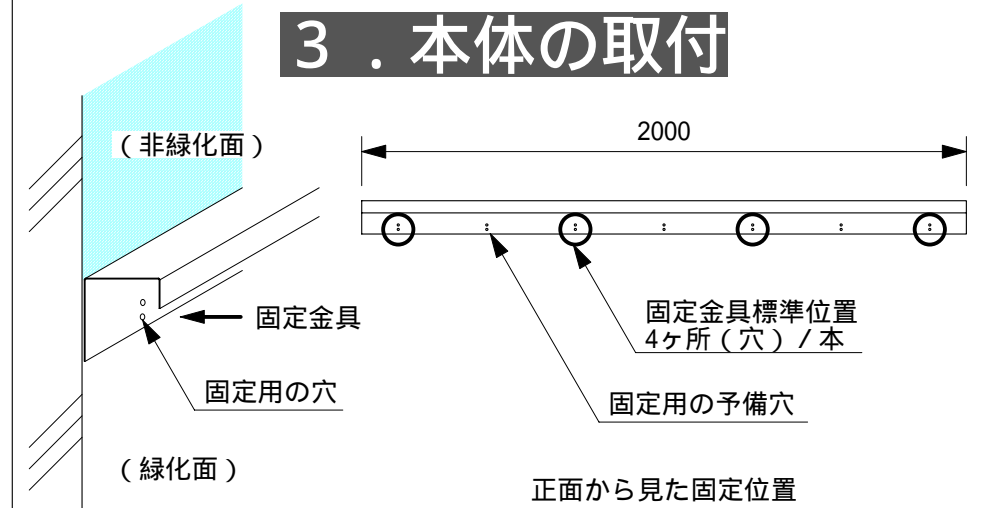 ３．本体の取付
（非緑化面）
2000
固定金具
固定用の穴
（緑化面）
固定金具標準位置
4ヶ所（穴）／本
固定用の予備穴
正面から見た固定位置